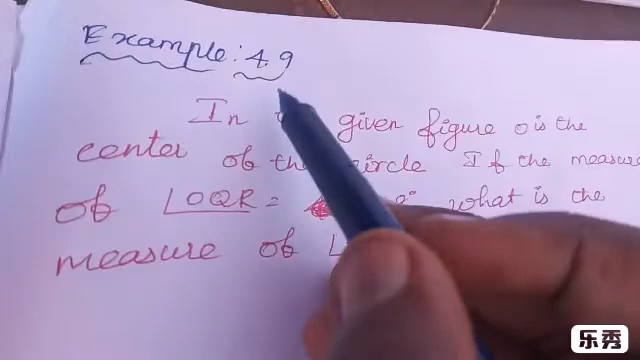 Example: 4.9
In given figure o is the
center of the circle If the measure
of ∠OQR = what is the
measure of ∠
乐秀